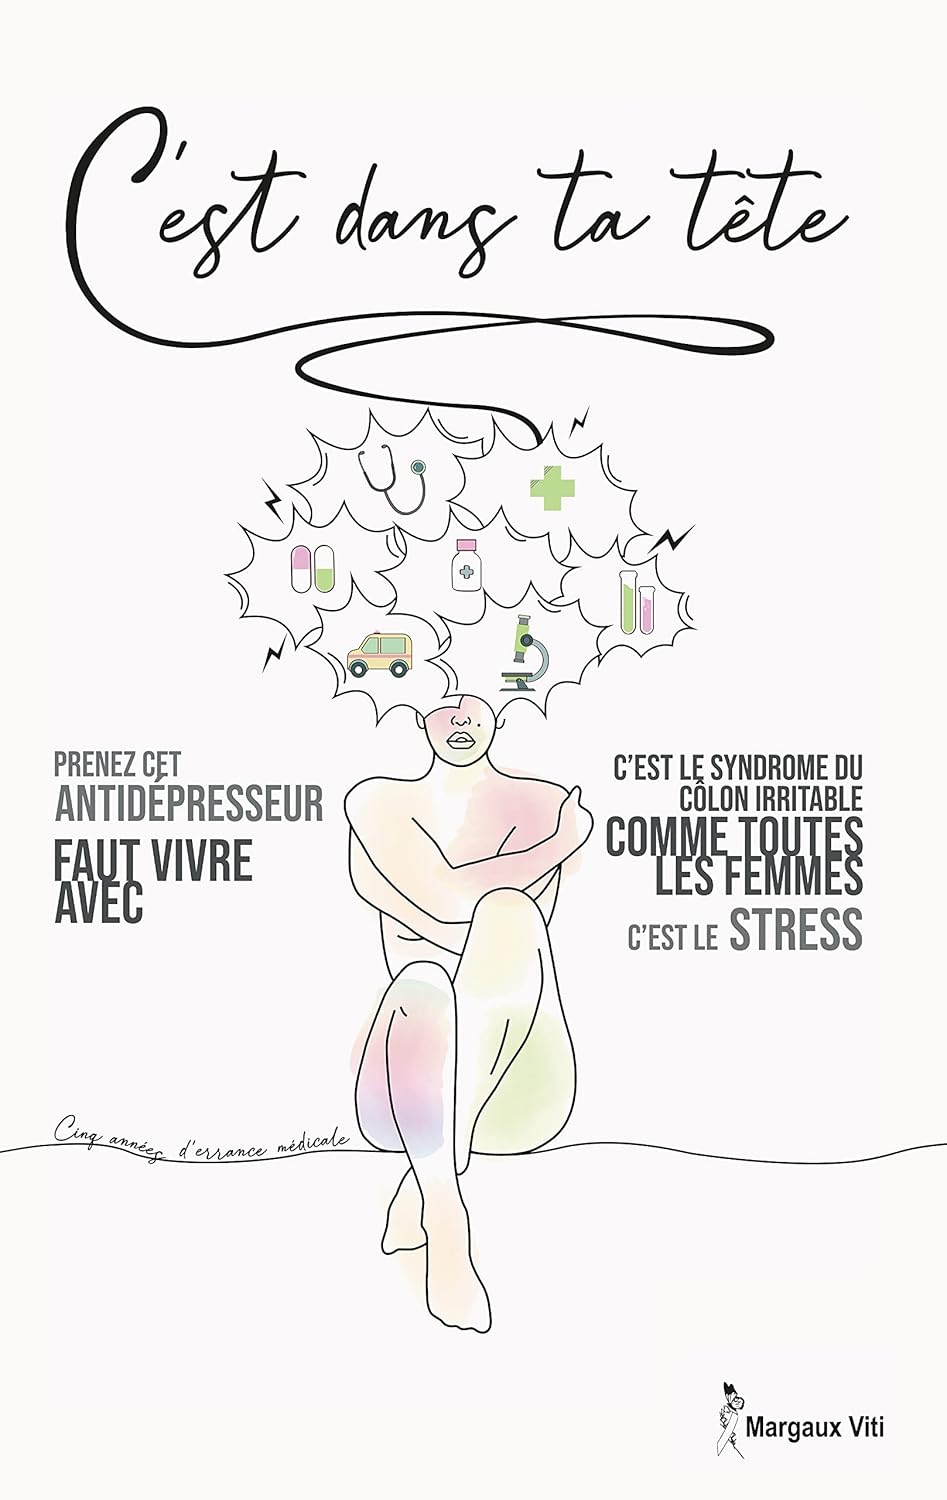 C'est dans ta tête
PRENEZ CET
ANTIDÉPRESSEUR
FAUT VIVRE
AVEC
C'EST LE SYNDROME DU
CÔLON IRRITABLE
COMME TOUTES
LES FEMMES
C'EST LE STRESS
Cinq années d'errance médicale
Margaux Viti